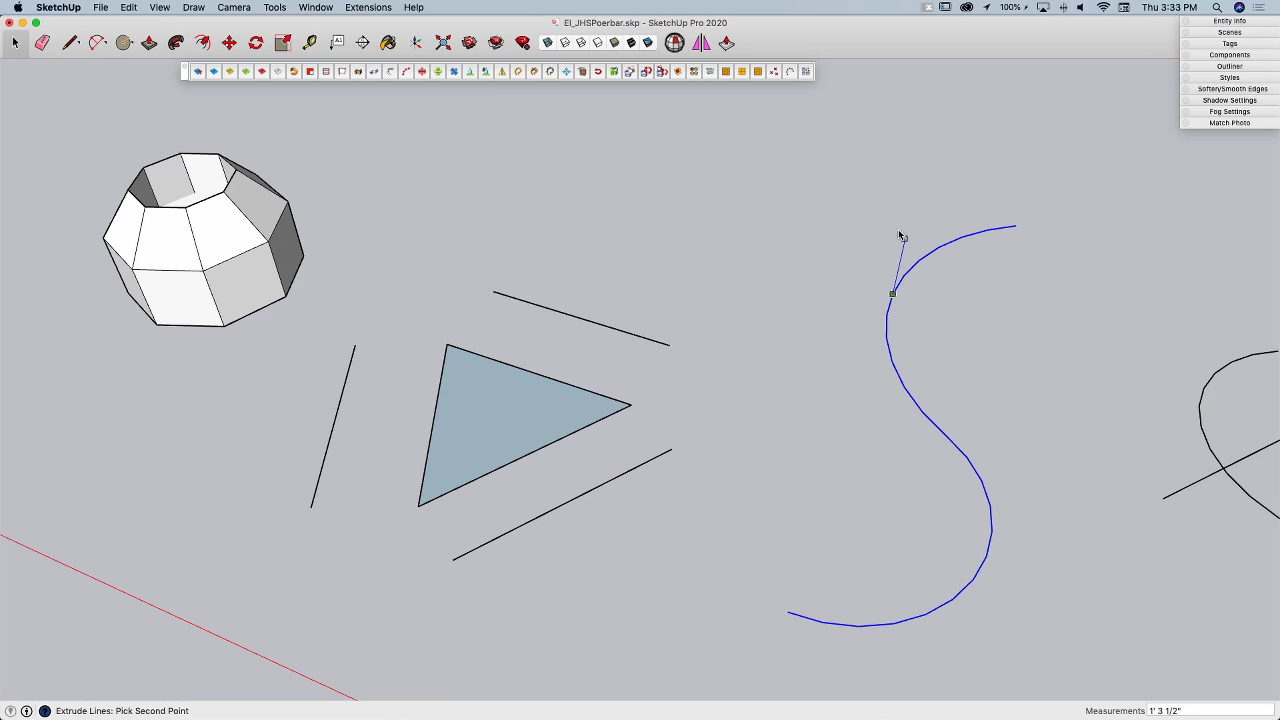 SketchUp File Edit View Draw Camera Tools Window Extensions Help 100% Thu 3:33 PM
EI_JHSPoerbar.skp - SketchUp Pro 2020
Entity Info
Scenes
Tags
Components
Outliner
Styles
Soften/Smooth Edges
Shadow Settings
Fog Settings
Match Photo
Extrude Lines: Pick Second Point
Measurements 1' 3 1/2"